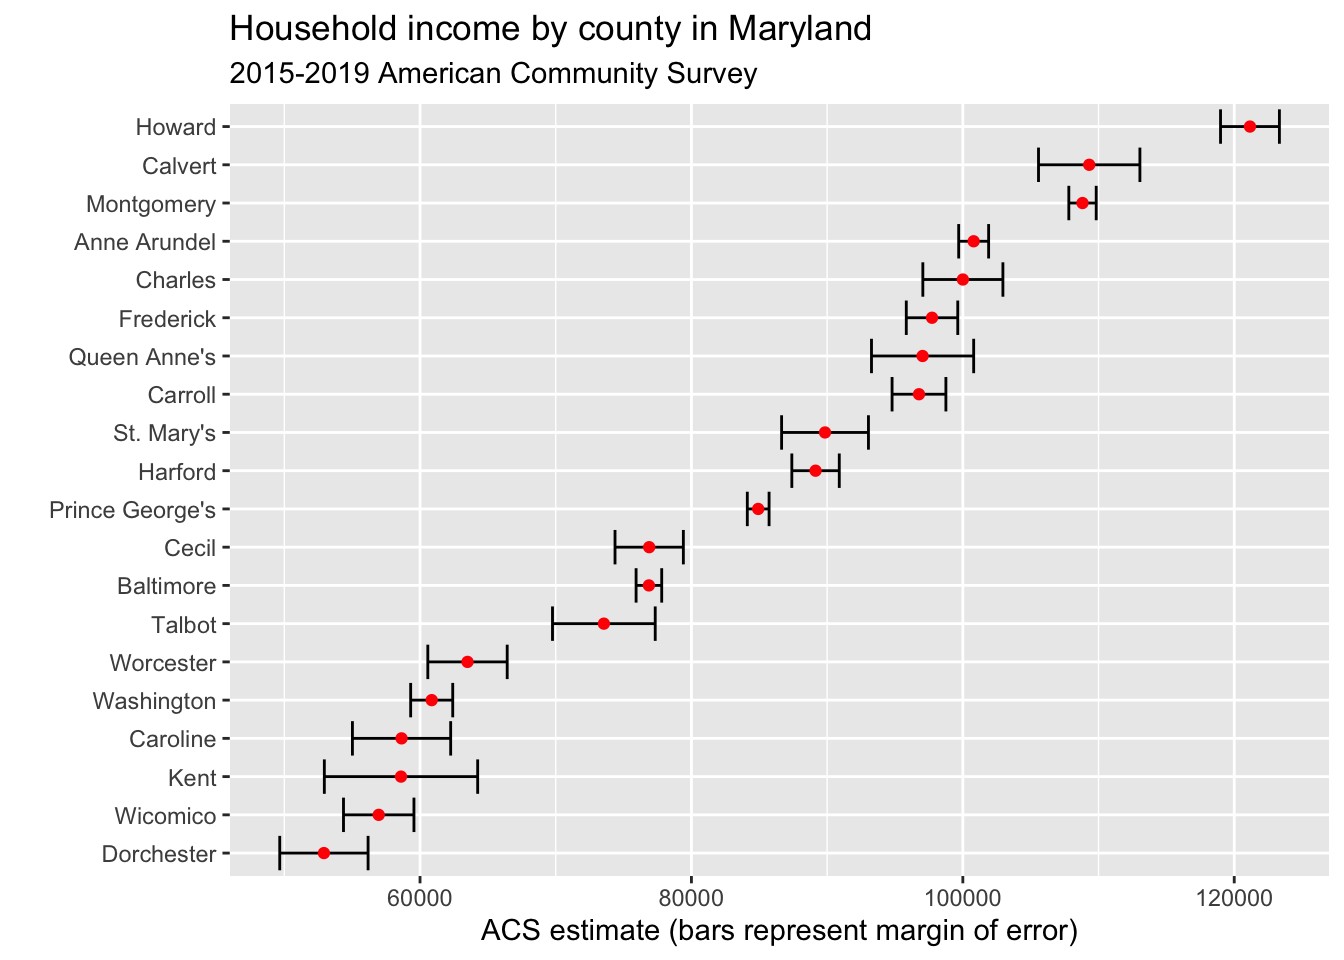 Household income by county in Maryland
2015-2019 American Community Survey
Howard
Calvert
Montgomery
Anne Arundel
Charles
Frederick
Queen Anne's
Carroll
St. Mary's
Harford
Prince George's
Cecil
Baltimore
Talbot
Worcester
Washington
Caroline
Kent
Wicomico
Dorchester
60000 80000 100000 120000
ACS estimate (bars represent margin of error)